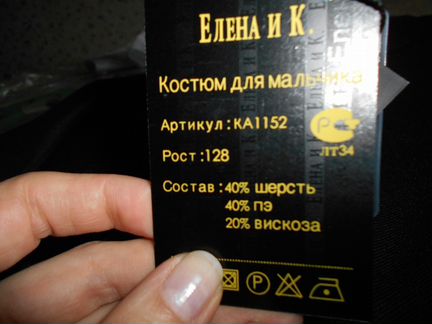 Елена и К.
Костюм для мальчика
Артикул: КА1152
Рост: 128
ЛТ34
Состав: 40% шерсть
40% пэ
20% вискоза
P